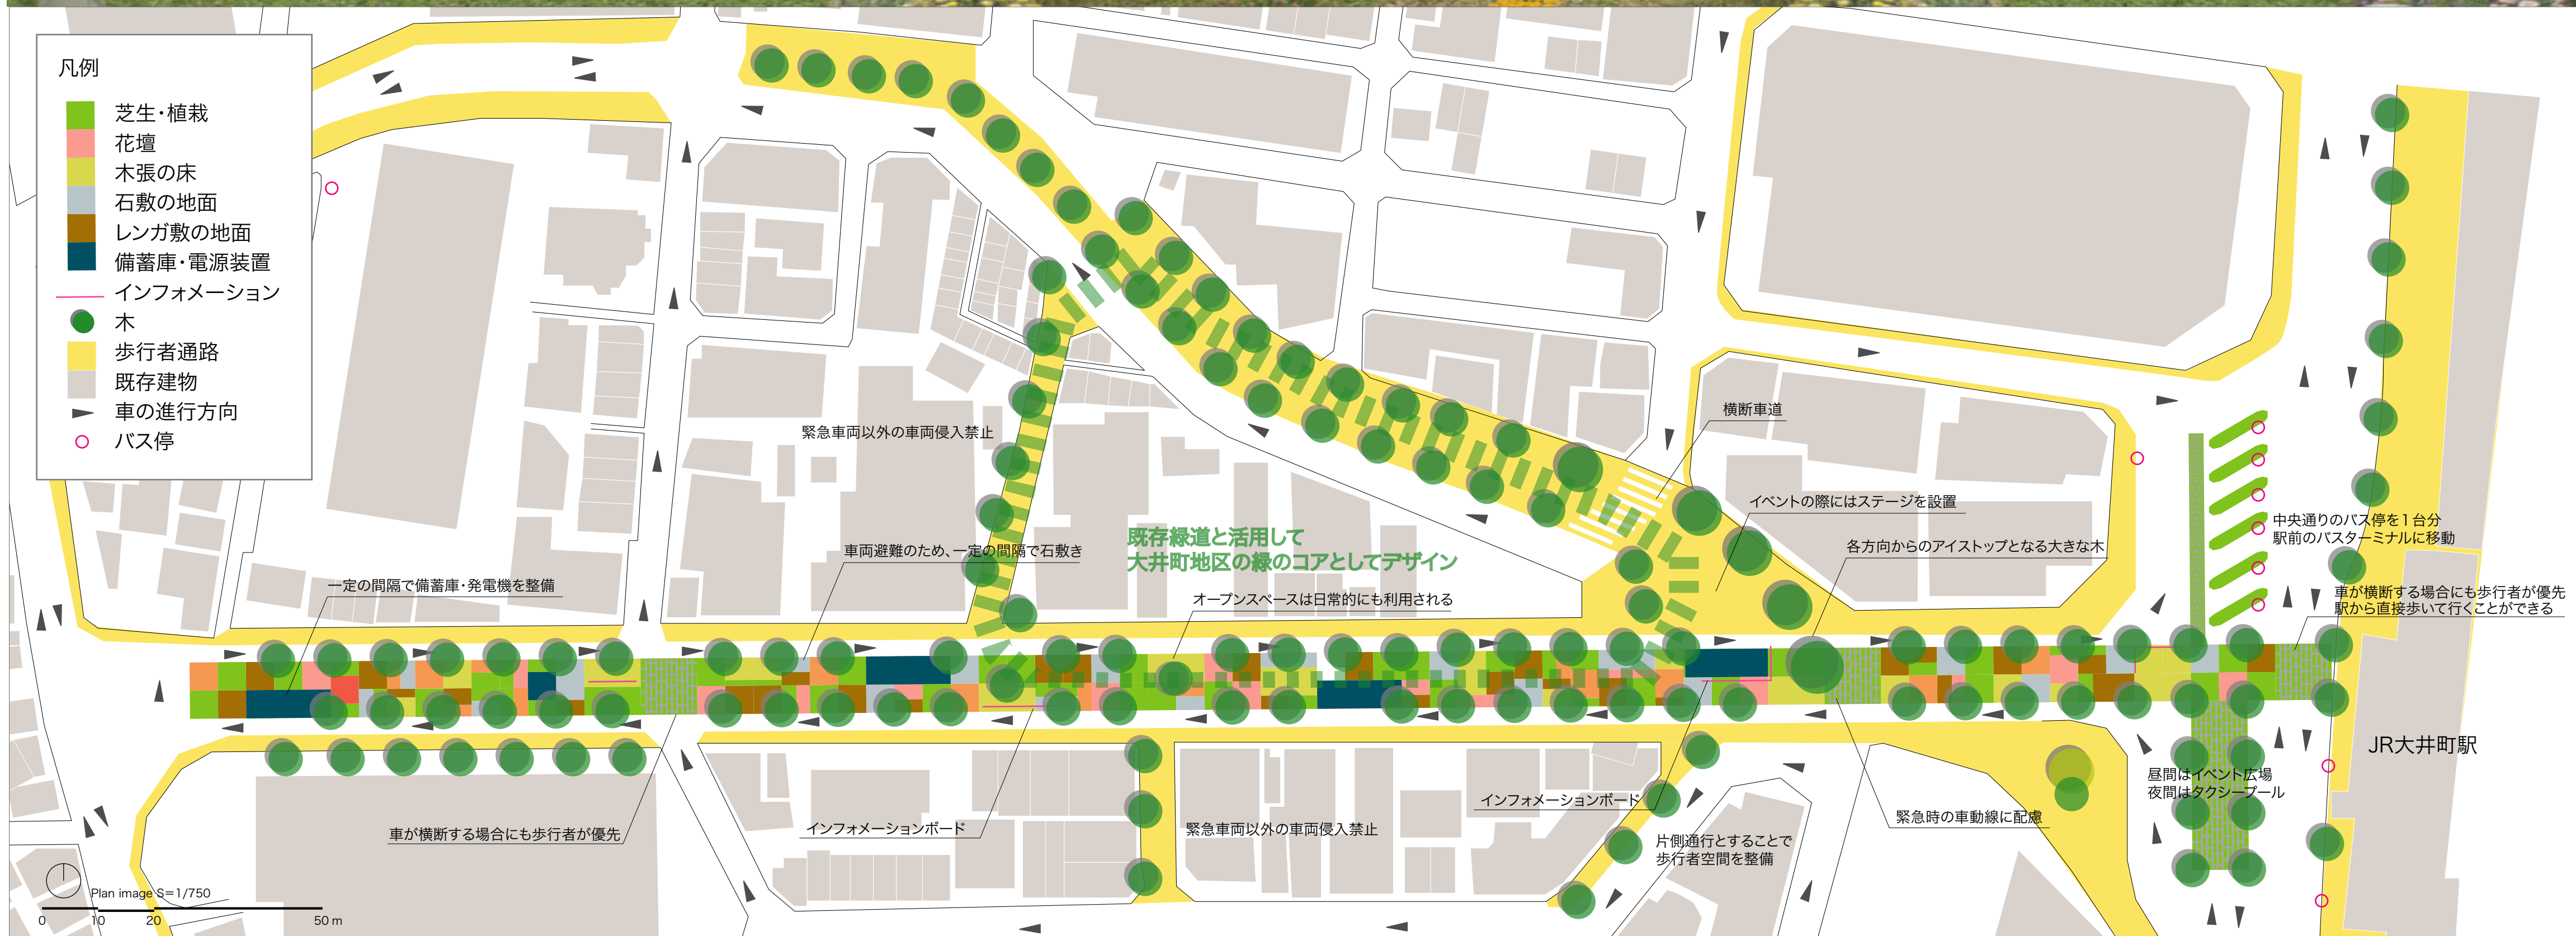 凡例
芝生・植栽
花壇
木張の床
石敷の地面
レンガ敷の地面
備蓄庫・電源装置
インフォメーション
木
歩行者通路
既存建物
車の進行方向
バス停
緊急車両以外の車両侵入禁止
横断車道
イベントの際にはステージを設置
既存緑道と活用して
大井町地区の緑のコアとしてデザイン
各方向からのアイストップとなる大きな木
中央通りのバス停を1台分
駅前のバスターミナルに移動
車両避難のため、一定の間隔で石敷き
一定の間隔で備蓄庫・発電機を整備
オープンスペースは日常的にも利用される
車が横断する場合にも歩行者が優先
駅から直接歩いて行くことができる
JR大井町駅
昼間はイベント広場
夜間はタクシープール
車が横断する場合にも歩行者が優先
インフォメーションボード
緊急車両以外の車両侵入禁止
インフォメーションボード
片側通行とすることで
歩行者空間を整備
緊急時の車動線に配慮
Plan image S=1/750
0 10 20 50 m